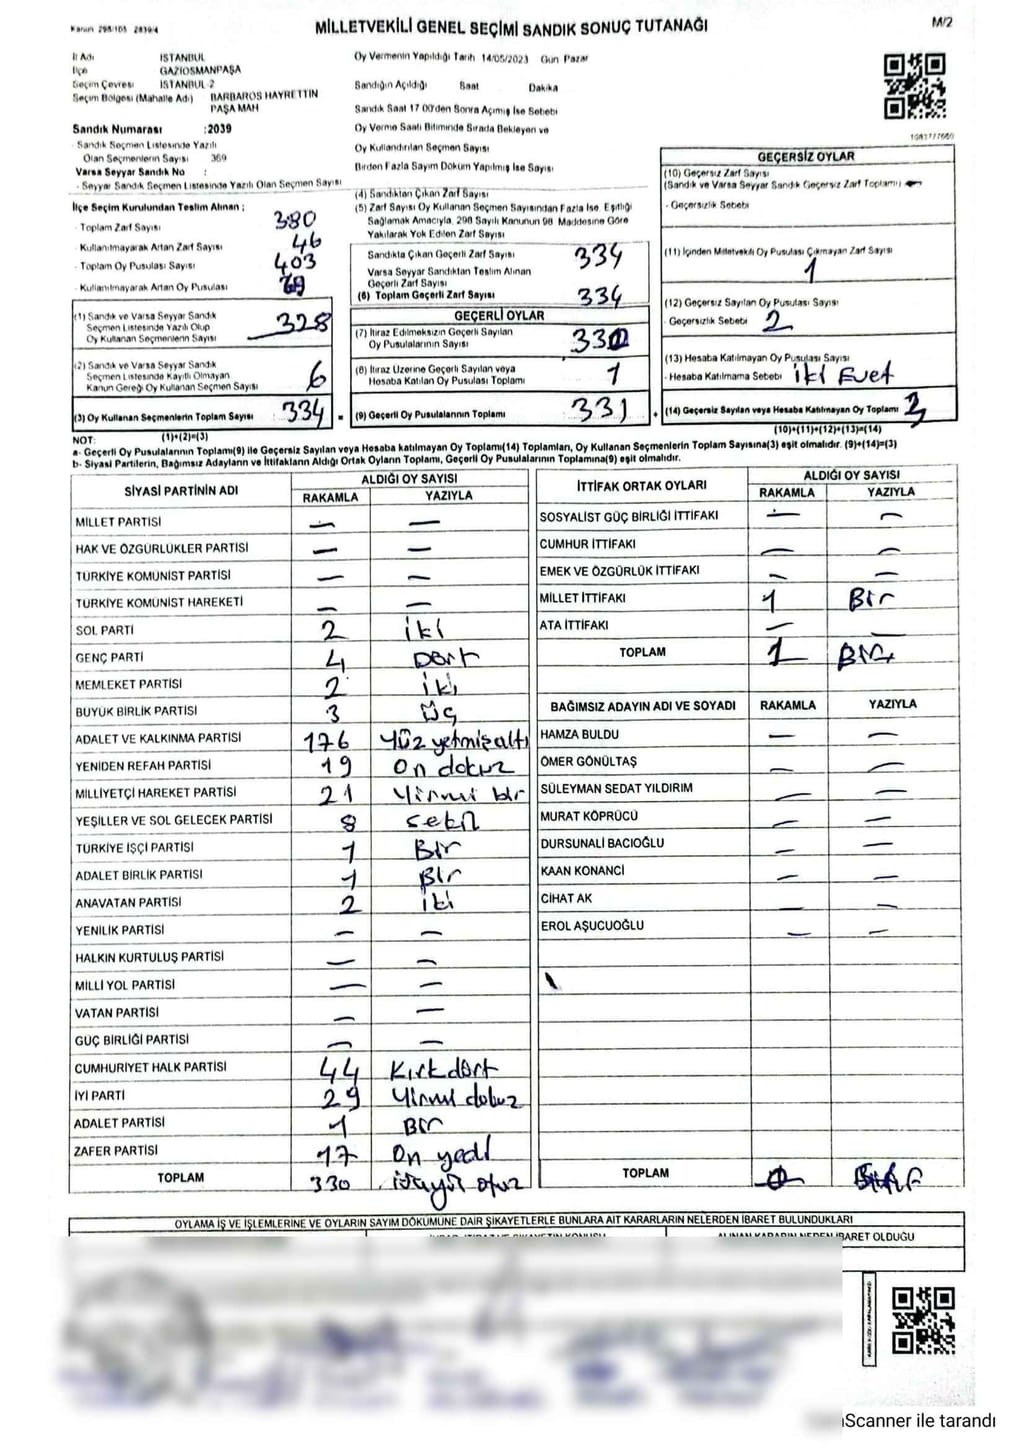 Kanun 298/105 2839/4
MİLLETVEKİLİ GENEL SEÇİMİ SANDIK SONUÇ TUTANAĞI
M/2
İl Adı İSTANBUL
İlçe GAZİOSMANPAŞA
Seçim Çevresi İSTANBUL 2
Seçim Bölgesi (Mahalle Adı) BARBAROS HAYRETTİN PAŞA MAH
Sandık Numarası :2039
- Sandık Seçmen Listesinde Yazılı
Olan Seçmenlerin Sayısı 369
Varsa Seyyar Sandık No :
- Seyyar Sandık Seçmen Listesinde Yazılı Olan Seçmen Sayısı
Oy Vermenin Yapıldığı Tarih 14/05/2023 Gün Pazar
Sandığın Açıldığı Saat Dakika
Sandık Saat 17 00'den Sonra Açımış İse Sebebi
Oy Verme Saati Bitiminde Sırada Bekleyen ve
Oy Kullandırılan Seçmen Sayısı
Birden Fazla Sayım Döküm Yapılmış İse Sayısı
İlçe Seçim Kurulundan Teslim Alınan ;
- Toplam Zarf Sayısı 380
- Kullanılmayarak Artan Zarf Sayısı 46
- Toplam Oy Pusulası Sayısı 403
- Kullanılmayarak Artan Oy Pusulası 69
(1) Sandık ve Varsa Seyyar Sandık
Seçmen Listesinde Yazılı Olup
Oy Kullanan Seçmenlerin Sayısı 328
(2) Sandık ve Varsa Seyyar Sandık
Seçmen Listesinde Kayıtlı Olmayan
Kanun Gereği Oy Kullanan Seçmen Sayısı 6
(3) Oy Kullanan Seçmenlerin Toplam Sayısı 334 =
(1)+(2)=(3)
(4) Sandıktan Çıkan Zarf Sayısı
(5) Zarf Sayısı Oy Kullanan Seçmen Sayısından Fazla İse, Eşitliği
Sağlamak Amacıyla, 298 Sayılı Kanunun 98 Maddesine Göre
Yakılarak Yok Edilen Zarf Sayısı
Sandıkta Çıkan Geçerli Zarf Sayısı 334
Varsa Seyyar Sandıktan Teslim Alınan
Geçerli Zarf Sayısı
(6) Toplam Geçerli Zarf Sayısı 334
GEÇERLİ OYLAR
(7) İtiraz Edilmeksizin Geçerli Sayılan
Oy Pusulalarının Sayısı 330
(8) İtiraz Üzerine Geçerli Sayılan veya
Hesaba Katılan Oy Pusulası Toplamı 1
(9) Geçerli Oy Pusulalarının Toplamı 331 +
GEÇERSİZ OYLAR
(10) Geçersiz Zarf Sayısı
(Sandık ve Varsa Seyyar Sandık Geçersiz Zarf Toplamı) -
- Geçersizlik Sebebi
(11) İçinden Milletvekili Oy Pusulası Çıkmayan Zarf Sayısı
1
(12) Geçersiz Sayılan Oy Pusulası Sayısı
- Geçersizlik Sebebi 2
(13) Hesaba Katılmayan Oy Pusulası Sayısı
- Hesaba Katılmama Sebebi iki Evet
(14) Geçersiz Sayılan veya Hesaba Katılmayan Oy Toplamı 3
(10)+(11)+(12)+(13)=(14)
NOT:
a- Geçerli Oy Pusulalarının Toplamı(9) ile Geçersiz Sayılan veya Hesaba katılmayan Oy Toplamı(14) Toplamları, Oy Kullanan Seçmenlerin Toplam Sayısına(3) eşit olmalıdır. (9)+(14)=(3)
b- Siyasi Partilerin, Bağımsız Adayların ve İttifakların Aldığı Ortak Oyların Toplamı, Geçerli Oy Pusulalarının Toplamına(9) eşit olmalıdır.
SİYASİ PARTİNİN ADI ALDIĞI OY SAYISI
RAKAMLA YAZIYLA
MİLLET PARTİSİ - -
HAK VE ÖZGÜRLÜKLER PARTİSİ - -
TÜRKİYE KOMÜNİST PARTİSİ - -
TÜRKİYE KOMÜNİST HAREKETİ - -
SOL PARTİ 2 iki
GENÇ PARTİ 4 Dört
MEMLEKET PARTİSİ 2 iki
BÜYÜK BİRLİK PARTİSİ 3 üç
ADALET VE KALKINMA PARTİSİ 176 Yüz yetmişaltı
YENİDEN REFAH PARTİSİ 19 On dokuz
MİLLİYETÇİ HAREKET PARTİSİ 21 Yirmi bir
YEŞİLLER VE SOL GELECEK PARTİSİ 8 sekiz
TÜRKİYE İŞÇİ PARTİSİ 1 Bir
ADALET BİRLİK PARTİSİ 1 Bir
ANAVATAN PARTİSİ 2 iki
YENİLİK PARTİSİ - -
HALKIN KURTULUŞ PARTİSİ - -
MİLLİ YOL PARTİSİ - -
VATAN PARTİSİ - -
GÜÇ BİRLİĞİ PARTİSİ - -
CUMHURİYET HALK PARTİSİ 44 Kırkdört
İYİ PARTİ 29 Yirmi dokuz
ADALET PARTİSİ 1 Bir
ZAFER PARTİSİ 17 On yedi
TOPLAM 330 üçyüz otuz
İTTİFAK ORTAK OYLARI ALDIĞI OY SAYISI
RAKAMLA YAZIYLA
SOSYALİST GÜÇ BİRLİĞİ İTTİFAKI - -
CUMHUR İTTİFAKI - -
EMEK VE ÖZGÜRLÜK İTTİFAKI - -
MİLLET İTTİFAKI 1 Bir
ATA İTTİFAKI - -
TOPLAM 1 Bir
BAĞIMSIZ ADAYIN ADI VE SOYADI RAKAMLA YAZIYLA
HAMZA BULDU - -
ÖMER GÖNÜLTAŞ - -
SÜLEYMAN SEDAT YILDIRIM - -
MURAT KÖPRÜCÜ - -
DURSUNALİ BACIOĞLU - -
KAAN KONANCİ - -
CİHAT AK - -
EROL AŞUCUOĞLU - -
TOPLAM
OYLAMA İŞ VE İŞLEMLERİNE VE OYLARIN SAYIM DÖKÜMÜNE DAİR ŞİKAYETLERLE BUNLARA AİT KARARLARIN NELERDEN İBARET BULUNDUKLARI
ALINAN KARARIN NEDEN İBARET OLDUĞU
Scanner ile tarandı